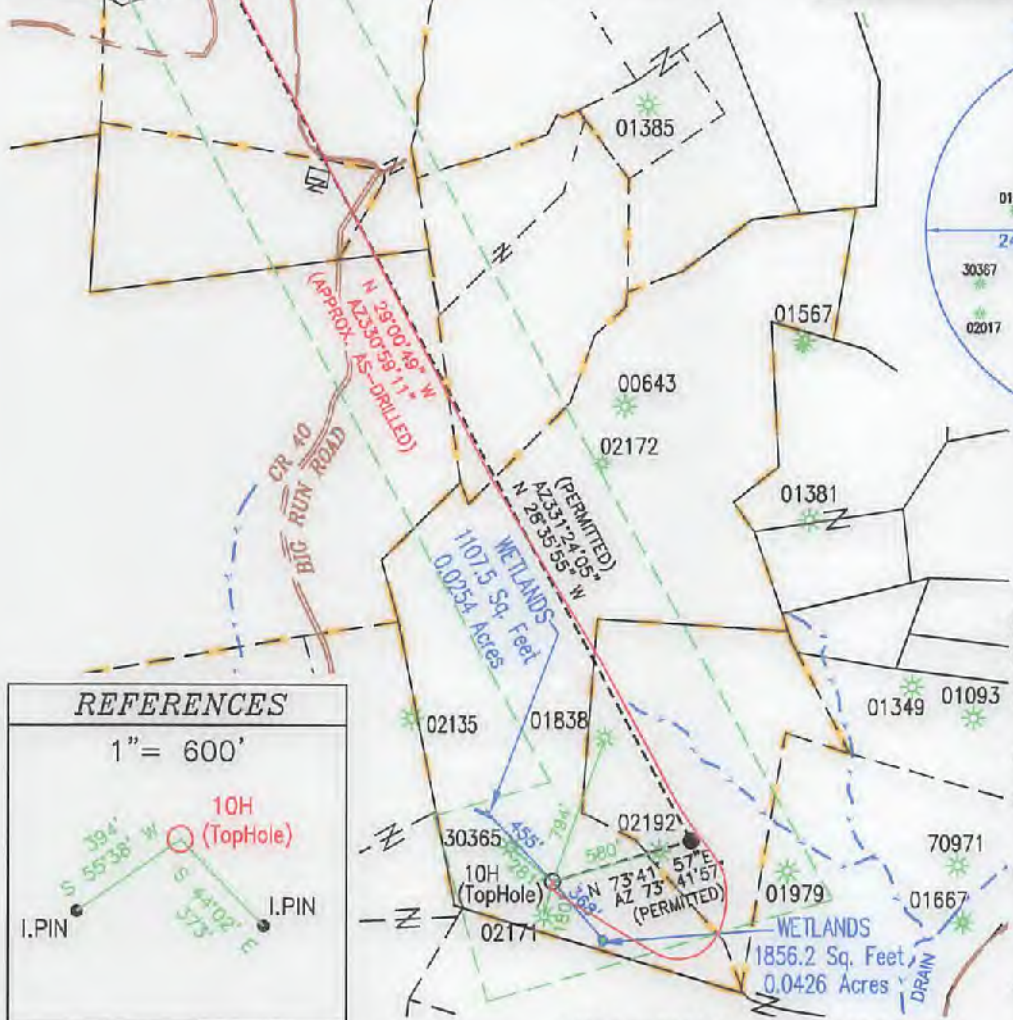 01385
01
24
30367
02017
01567
N 29°00'49" W
AZ330°59'11"
(APPROX. AS-DRILLED)
00643
02172
CR 40
BIG RUN ROAD
01381
(PERMITTED)
AZ331°24'05"
N 28°35'55" W
WETLANDS
1107.5 Sq. Feet
0.0254 Acres
REFERENCES
1"= 600'
394'
S 55°38' W
10H
(TopHole)
S 44°02' E
373'
I.PIN
I.PIN
02135
01838
01349
01093
30365
455'
794'
02192
580'
10H
(TopHole)
369'
N 73°41' 57"E
AZ 73°41'57
(PERMITTED)
02171
01979
70971
01667
WETLANDS
1856.2 Sq. Feet
0.0426 Acres
DRAIN